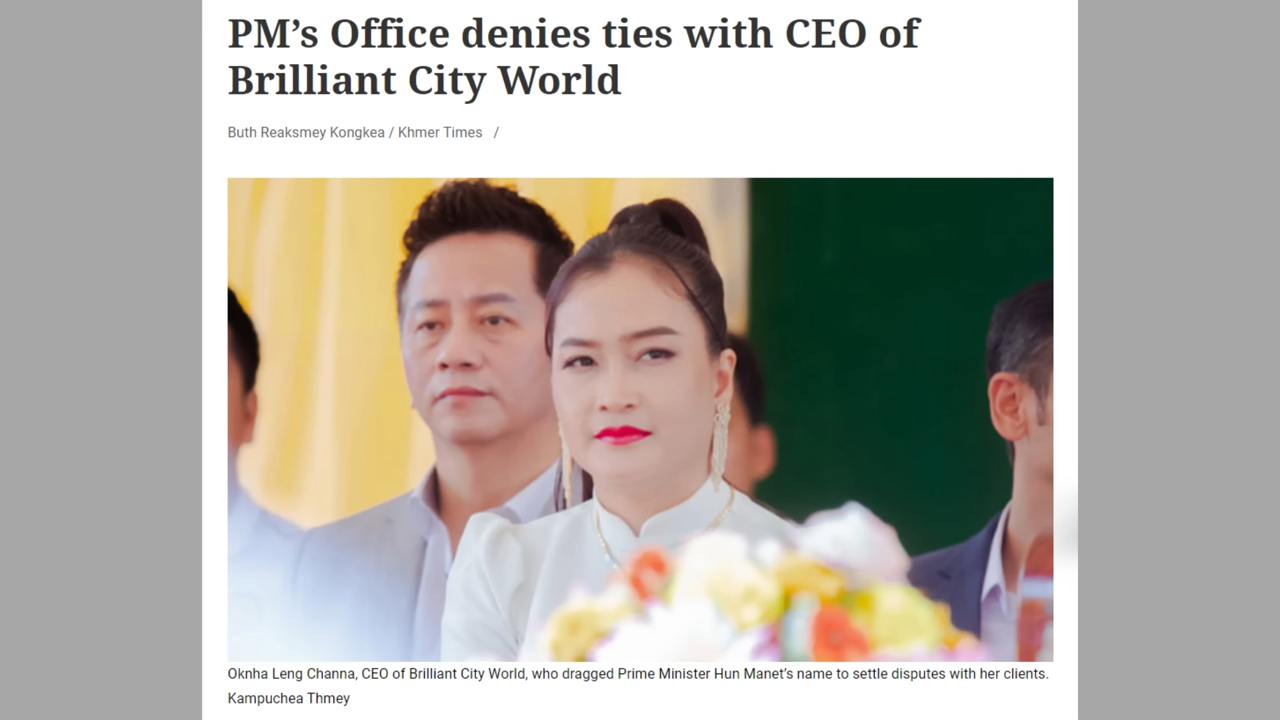 PM’s Office denies ties with CEO of
Brilliant City World
Buth Reaksmey Kongkea / Khmer Times /
Oknha Leng Channa, CEO of Brilliant City World, who dragged Prime Minister Hun Manet’s name to settle disputes with her clients.
Kampuchea Thmey